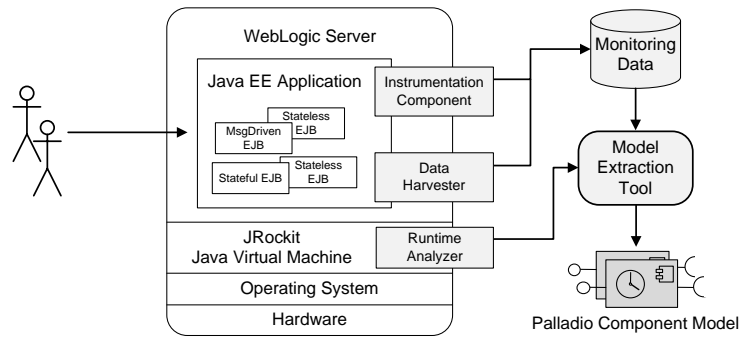 WebLogic Server
Java EE Application
Stateless
EJB
MsgDriven
EJB
Stateless
EJB
Stateful EJB
Instrumentation
Component
Data
Harvester
JRockit
Java Virtual Machine
Runtime
Analyzer
Operating System
Hardware
Monitoring
Data
Model
Extraction
Tool
Palladio Component Model